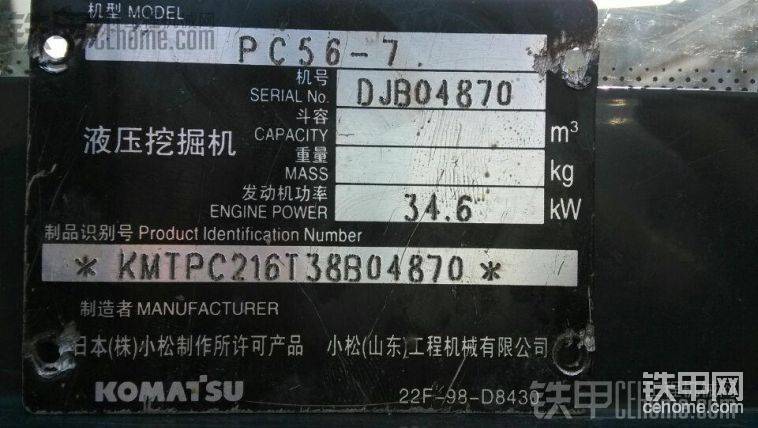 机型 MODEL
PC56-7
机号
SERIAL No. DJB04870
斗容
CAPACITY m³
液压挖掘机
重量
MASS kg
发动机功率
ENGINE POWER 34.6 kW
制品识别号 Product Identification Number
* KMTPC216T38B04870 *
制造者 MANUFACTURER
日本(株)小松制作所许可产品 小松(山东)工程机械有限公司
KOMATSU 22F-98-D8430
铁甲 cehome.com
铁甲网
cehome.com